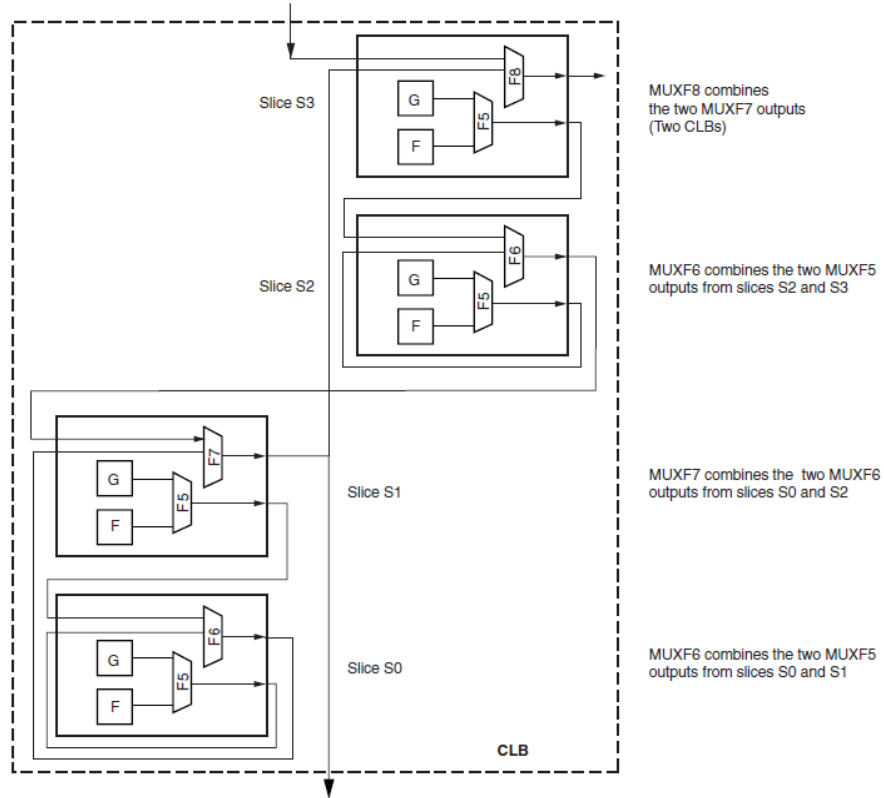 Slice S3
F8
G
F5
F
MUXF8 combines
the two MUXF7 outputs
(Two CLBs)
Slice S2
F6
G
F5
F
MUXF6 combines the two MUXF5
outputs from slices S2 and S3
F7
G
F5
F
Slice S1
MUXF7 combines the two MUXF6
outputs from slices S0 and S2
F6
G
F5
F
Slice S0
MUXF6 combines the two MUXF5
outputs from slices S0 and S1
CLB